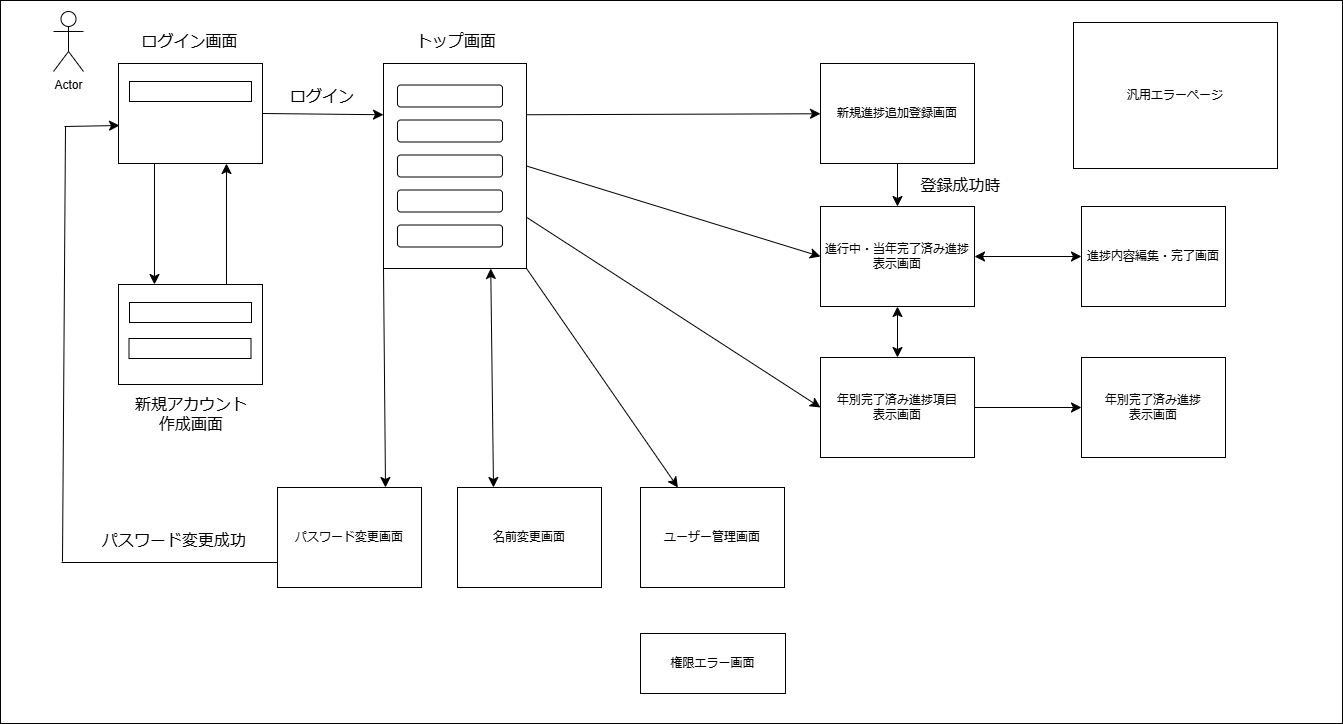 Actor
ログイン画面
トップ画面
ログイン
新規進捗追加登録画面
汎用エラーページ
登録成功時
進行中・当年完了済み進捗
表示画面
進捗内容編集・完了画面
新規アカウント
作成画面
年別完了済み進捗項目
表示画面
年別完了済み進捗
表示画面
パスワード変更成功
パスワード変更画面
名前変更画面
ユーザー管理画面
権限エラー画面